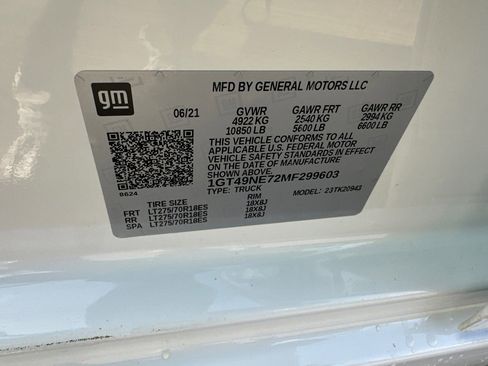 gm
MFD BY GENERAL MOTORS LLC
06/21 GVWR GAWR FRT GAWR RR
4922 KG 2540 KG 2994 KG
10850 LB 5600 LB 6600 LB
THIS VEHICLE CONFORMS TO ALL
APPLICABLE U.S. FEDERAL MOTOR
VEHICLE SAFETY STANDARDS IN EFFECT
ON THE DATE OF MANUFACTURE
SHOWN ABOVE.
1GT49NE72MF299603
TYPE: TRUCK MODEL: 23TK20943
8624
TIRE SIZE RIM
FRT LT275/70R18ES 18X8J
RR LT275/70R18ES 18X8J
SPA LT275/70R18ES 18X8J